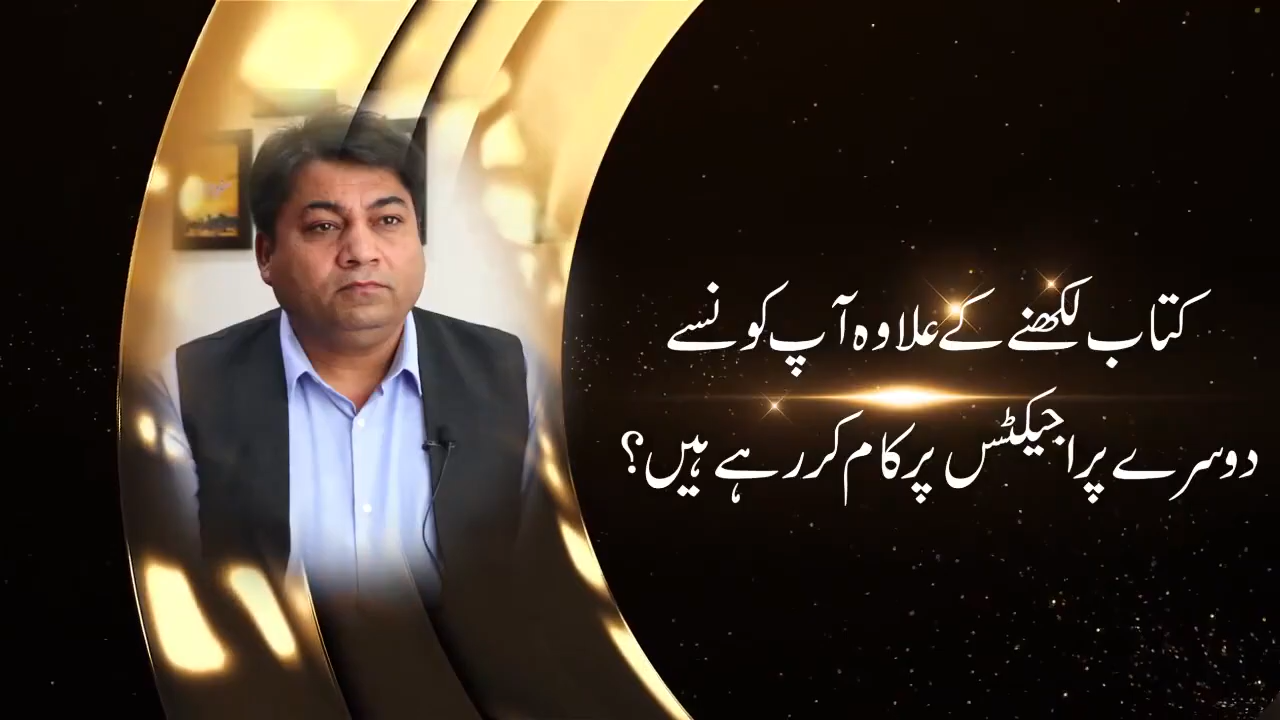 کتاب لکھنے کے علاوہ آپ کونسے
دوسرے پراجیکٹس پر کام کر رہے ہیں؟